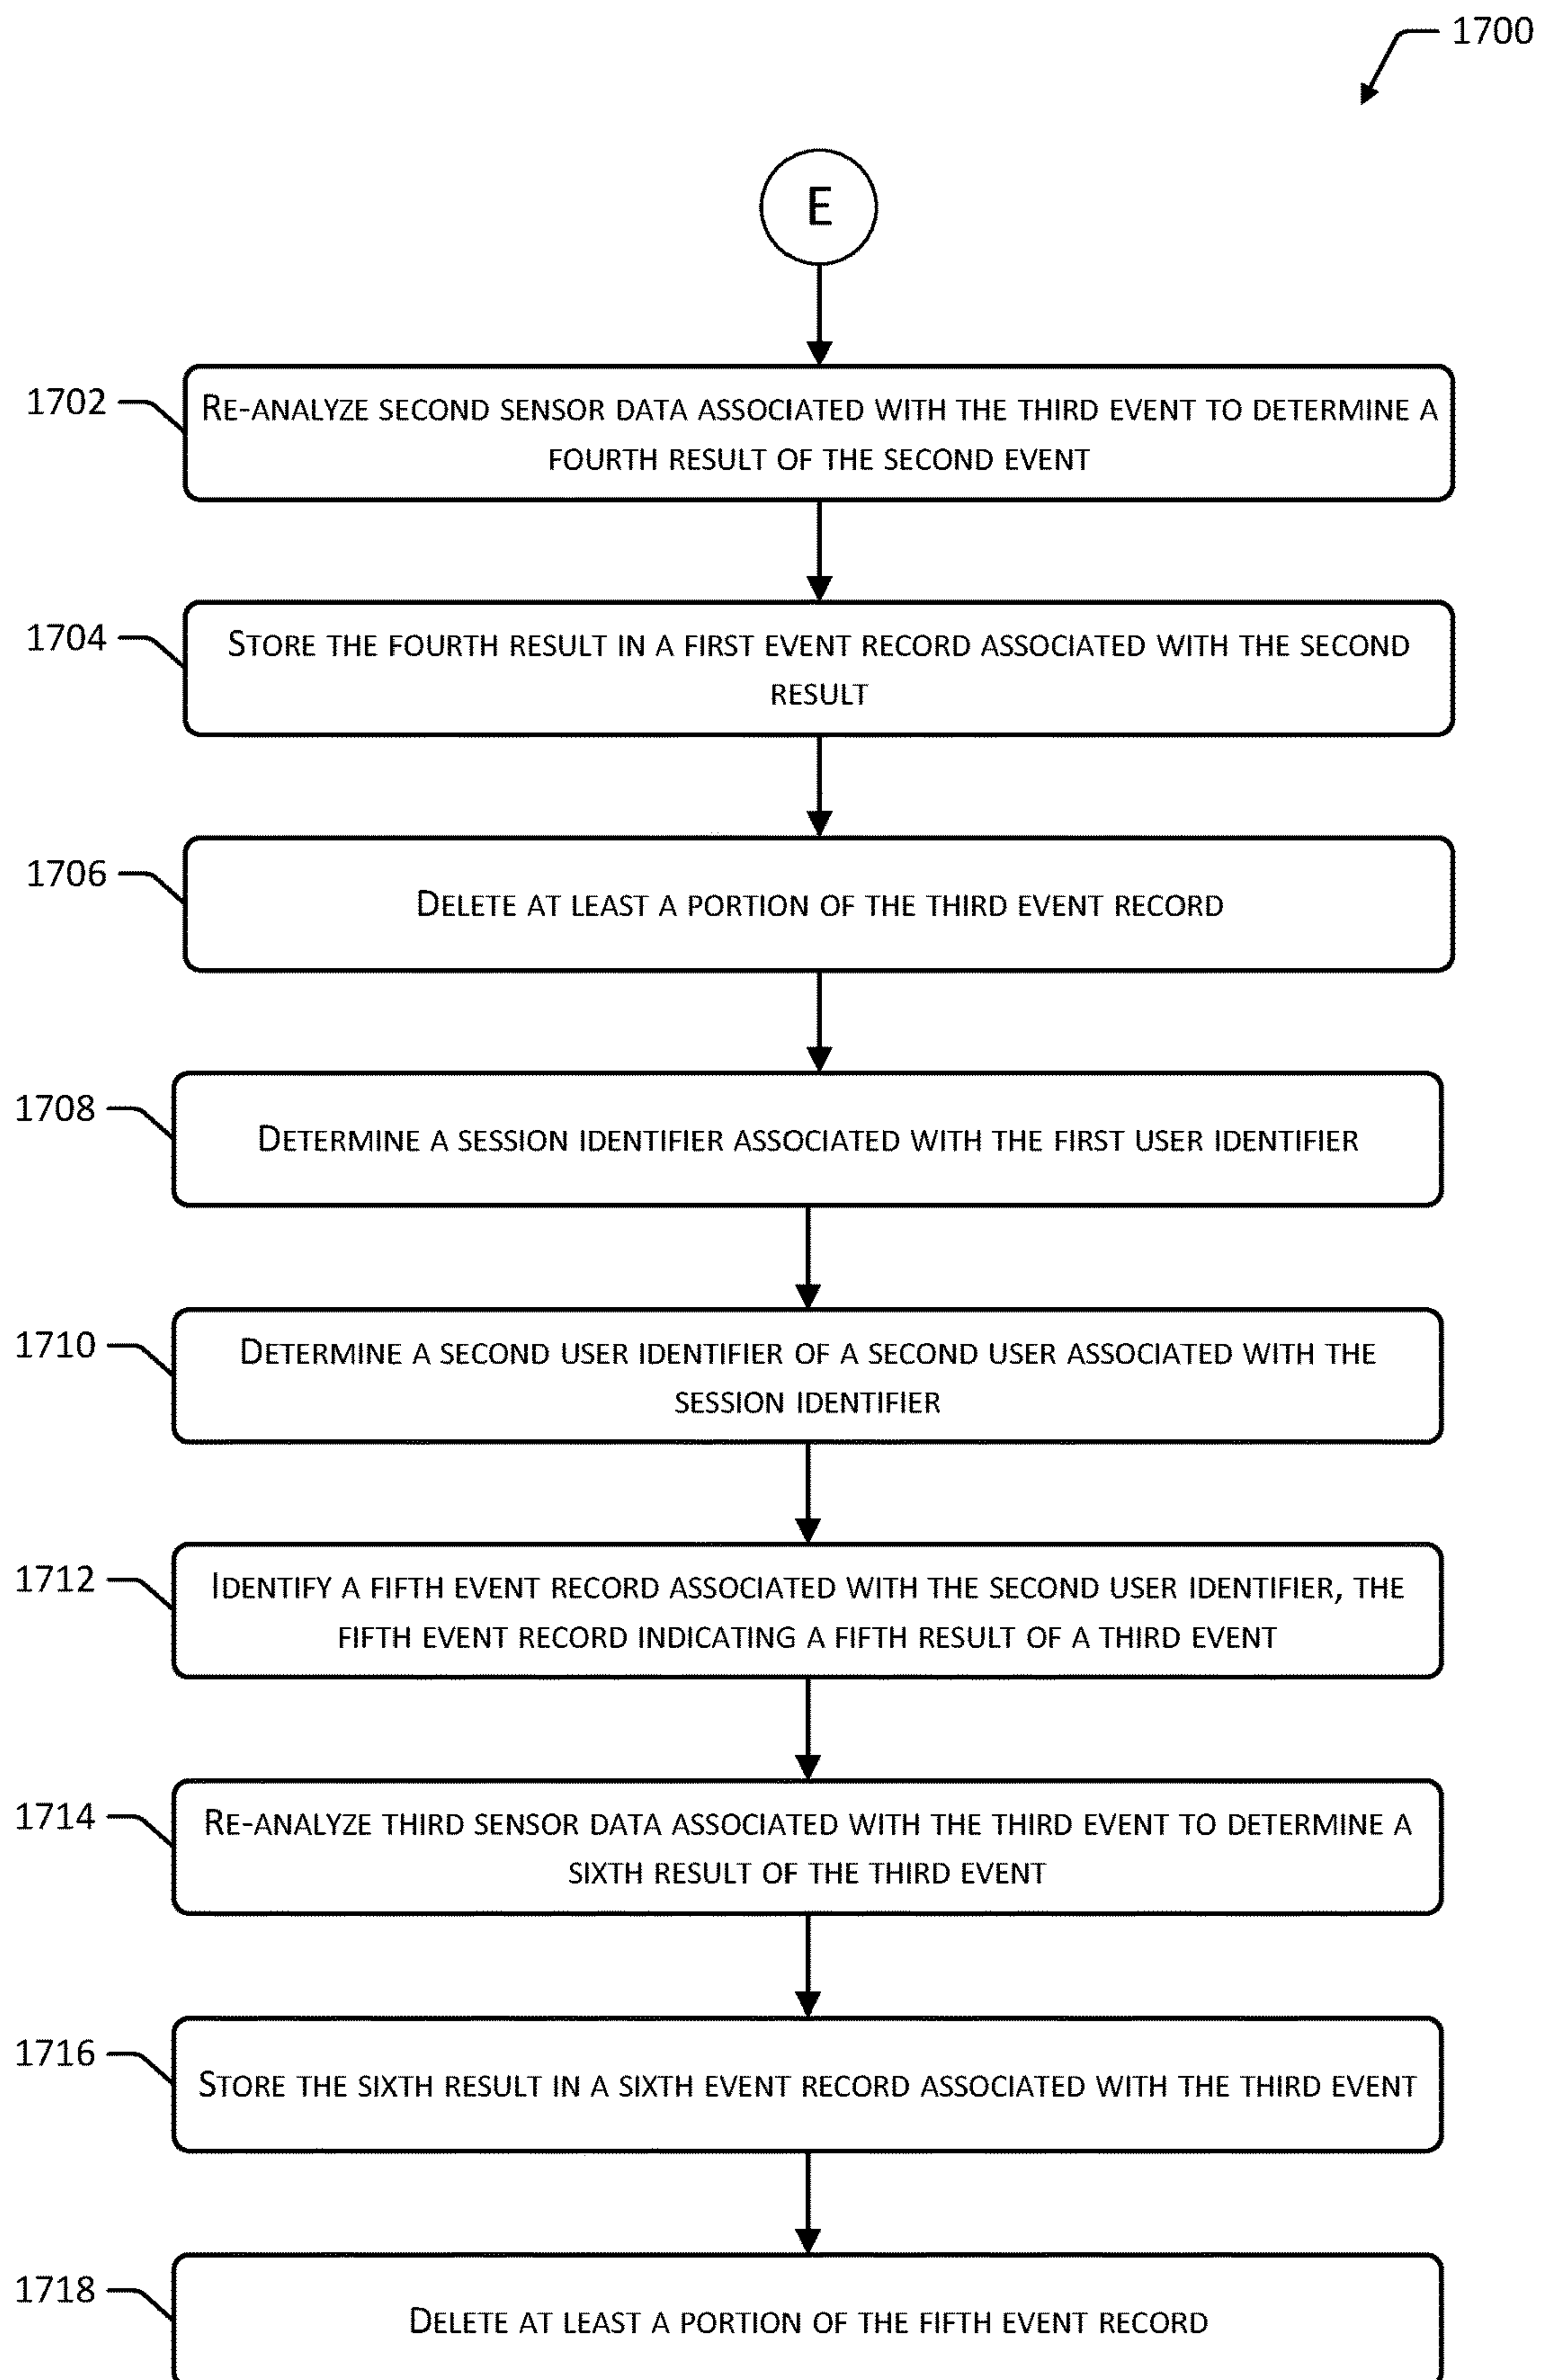 1700
E
1702
RE-ANALYZE SECOND SENSOR DATA ASSOCIATED WITH THE THIRD EVENT TO DETERMINE A
FOURTH RESULT OF THE SECOND EVENT
1704
STORE THE FOURTH RESULT IN A FIRST EVENT RECORD ASSOCIATED WITH THE SECOND
RESULT
1706
DELETE AT LEAST A PORTION OF THE THIRD EVENT RECORD
1708
DETERMINE A SESSION IDENTIFIER ASSOCIATED WITH THE FIRST USER IDENTIFIER
1710
DETERMINE A SECOND USER IDENTIFIER OF A SECOND USER ASSOCIATED WITH THE
SESSION IDENTIFIER
1712
IDENTIFY A FIFTH EVENT RECORD ASSOCIATED WITH THE SECOND USER IDENTIFIER, THE
FIFTH EVENT RECORD INDICATING A FIFTH RESULT OF A THIRD EVENT
1714
RE-ANALYZE THIRD SENSOR DATA ASSOCIATED WITH THE THIRD EVENT TO DETERMINE A
SIXTH RESULT OF THE THIRD EVENT
1716
STORE THE SIXTH RESULT IN A SIXTH EVENT RECORD ASSOCIATED WITH THE THIRD EVENT
1718
DELETE AT LEAST A PORTION OF THE FIFTH EVENT RECORD